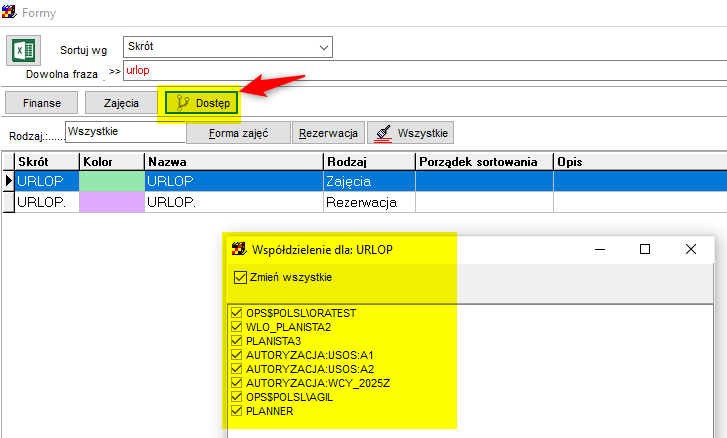 Formy
Sortuj wg Skrót
Dowolna fraza >> urlop
Finanse Zajęcia Dostęp
Rodzaj.:...... Wszystkie Forma zajęć Rezerwacja Wszystkie
Skrót Kolor Nazwa Rodzaj Porządek sortowania Opis
URLOP URLOP Zajęcia
URLOP. URLOP. Rezerwacja
Współdzielenie dla: URLOP
Zmień wszystkie
OPS$POLSL\ORATEST
WLO_PLANISTA2
PLANISTA3
AUTORYZACJA:USOS:A1
AUTORYZACJA:USOS:A2
AUTORYZACJA:WCY_2025Z
OPS$POLSL\AGIL
PLANNER